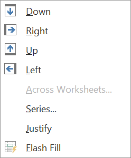 Down
Right
Up
Left
Across Worksheets...
Series...
Justify
Flash Fill